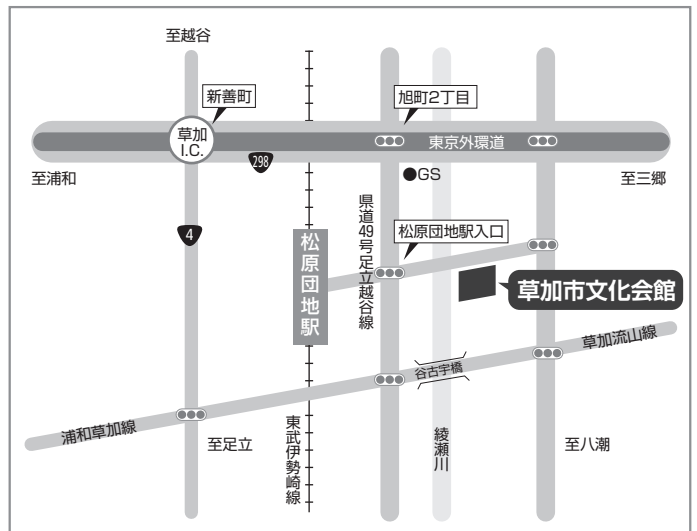 至越谷
新善町
旭町2丁目
草加
I.C.
東京外環道
298
至浦和
●GS
至三郷
4
県道49号足立越谷線
松原団地駅入口
松原団地駅
草加市文化会館
草加流山線
谷古宇橋
浦和草加線
至足立
東武伊勢崎線
綾瀬川
至八潮